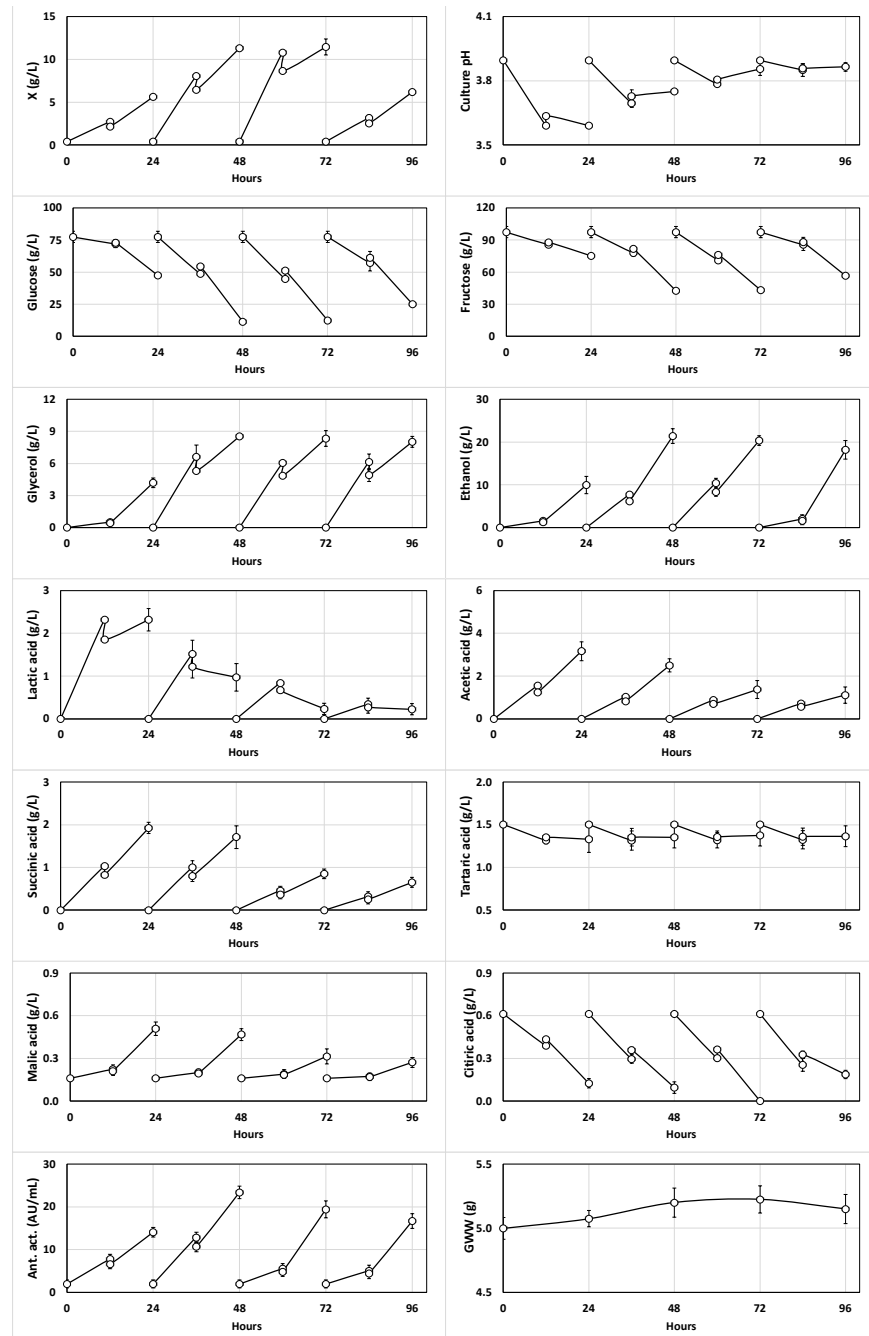 15
10
5
0
X (g/L)
0 24 48 72 96
Hours
4.1
3.8
3.5
Culture pH
0 24 48 72 96
Hours
100
75
50
25
0
Glucose (g/L)
0 24 48 72 96
Hours
120
90
60
30
0
Fructose (g/L)
0 24 48 72 96
Hours
12
9
6
3
0
Glycerol (g/L)
0 24 48 72 96
Hours
30
20
10
0
Ethanol (g/L)
0 24 48 72 96
Hours
3
2
1
0
Lactic acid (g/L)
0 24 48 72 96
Hours
6
4
2
0
Acetic acid (g/L)
0 24 48 72 96
Hours
3
2
1
0
Succinic acid (g/L)
0 24 48 72 96
Hours
2.0
1.5
1.0
0.5
Tartaric acid (g/L)
0 24 48 72 96
Hours
0.9
0.6
0.3
0.0
Malic acid (g/L)
0 24 48 72 96
Hours
0.9
0.6
0.3
0.0
Citiric acid (g/L)
0 24 48 72 96
Hours
30
20
10
0
Ant. act. (AU/mL)
0 24 48 72 96
Hours
5.5
5.0
4.5
GWW (g)
0 24 48 72 96
Hours